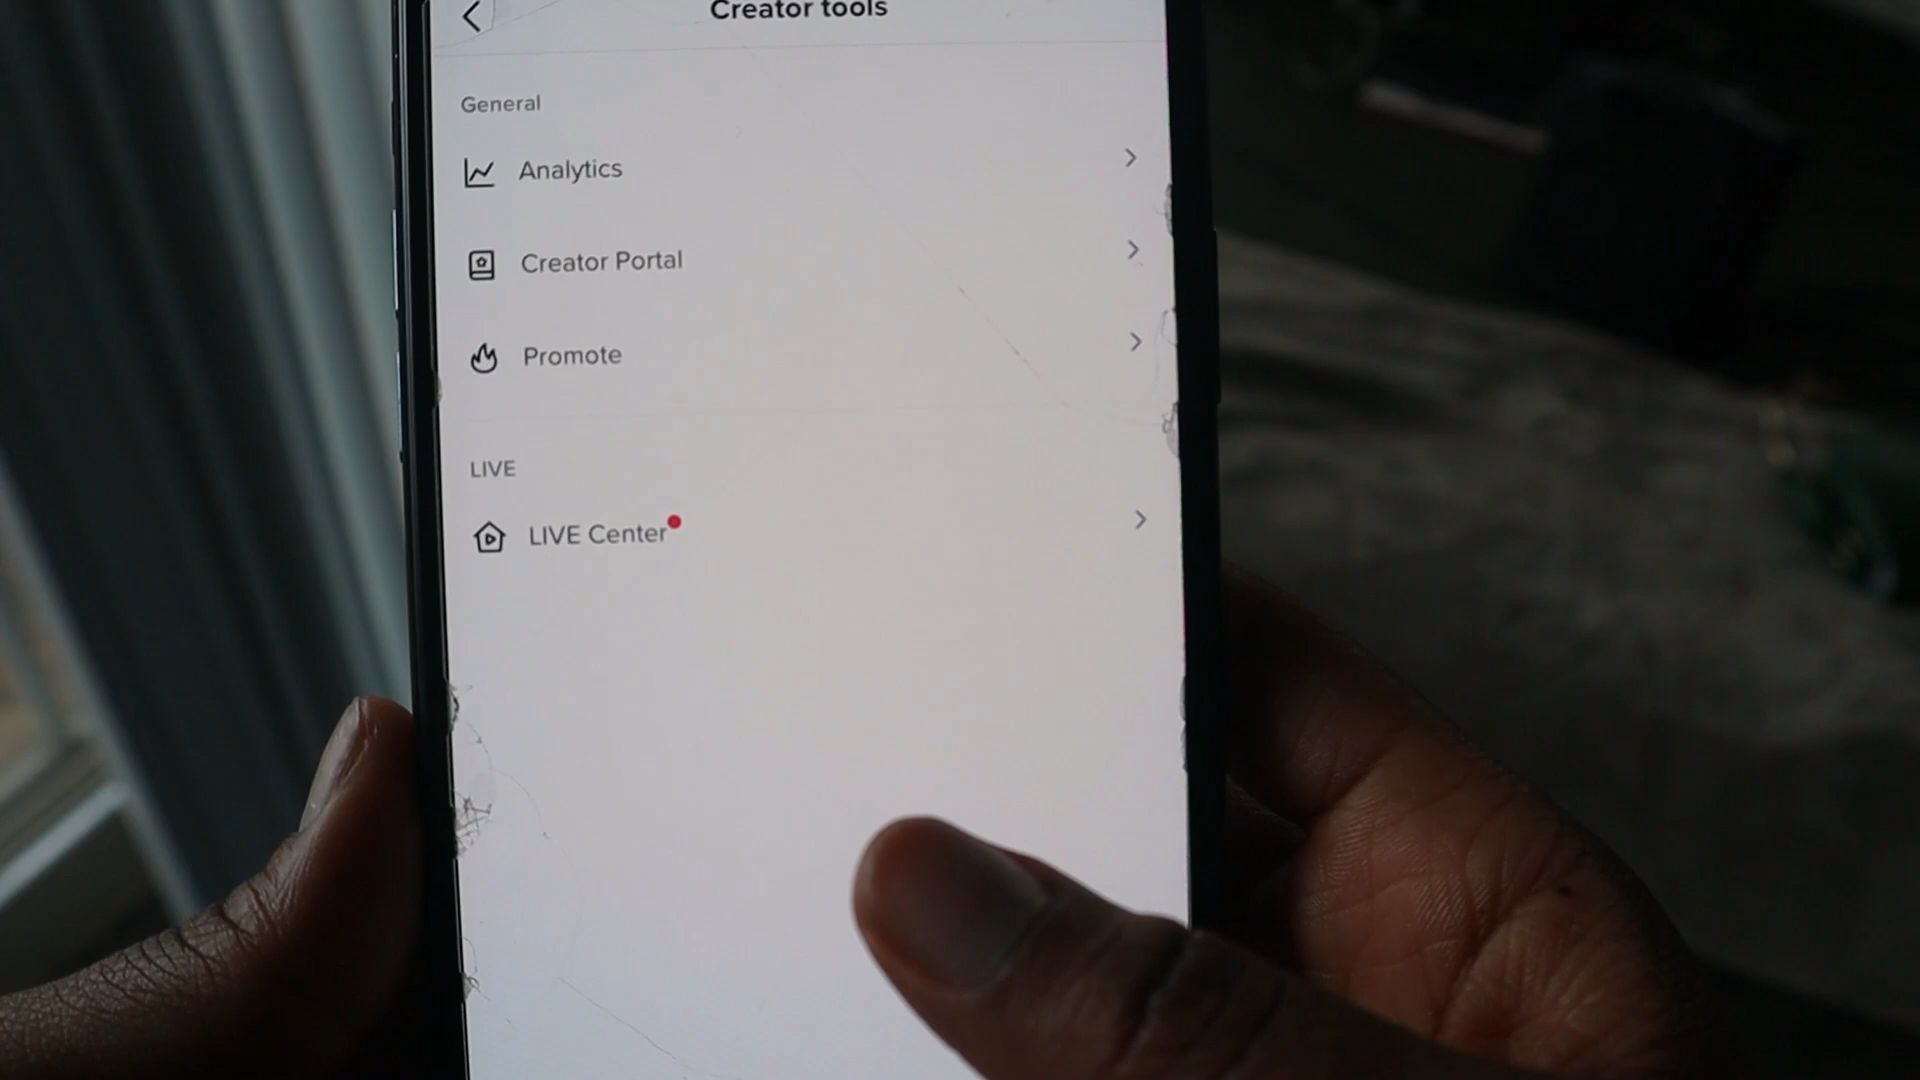 Creator tools
General
Analytics
Creator Portal
Promote
LIVE
LIVE Center